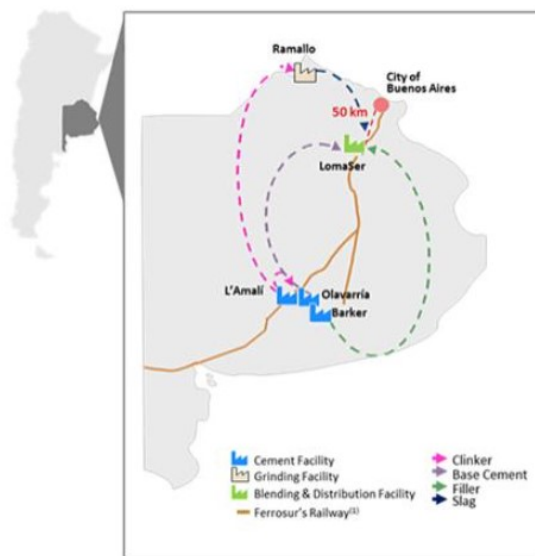 Ramallo
City of
Buenos Aires
50 km
LomaSer
L'Amalí
Olavarría
Barker
Cement Facility
Grinding Facility
Blending & Distribution Facility
Ferrosur's Railway(1)
Clinker
Base Cement
Filler
Slag